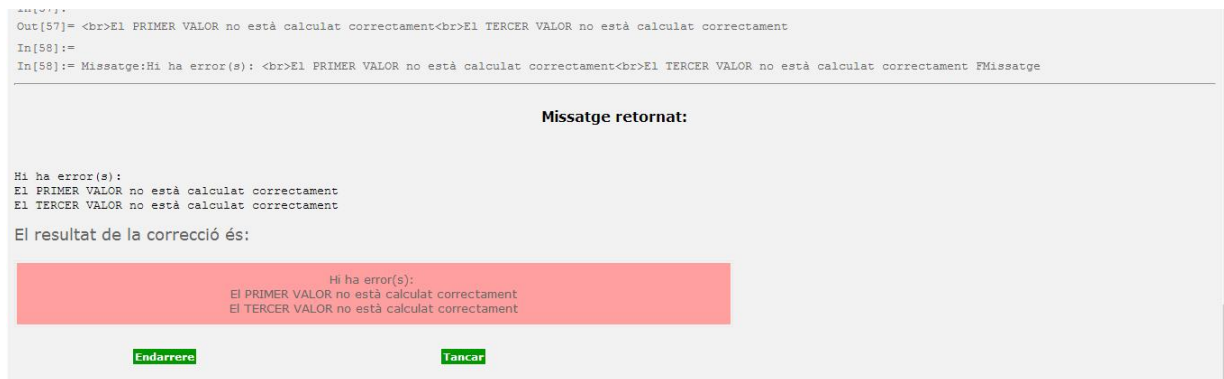 Out[57]= <br>El PRIMER VALOR no està calculat correctament<br>El TERCER VALOR no està calculat correctament
In[58]:=
In[58]:= Missatge:Hi ha error(s): <br>El PRIMER VALOR no està calculat correctament<br>El TERCER VALOR no està calculat correctament FMissatge
Missatge retornat:
Hi ha error(s):
El PRIMER VALOR no està calculat correctament
El TERCER VALOR no està calculat correctament
El resultat de la correcció és:
Hi ha error(s):
El PRIMER VALOR no està calculat correctament
El TERCER VALOR no està calculat correctament
Endarrere Tancar